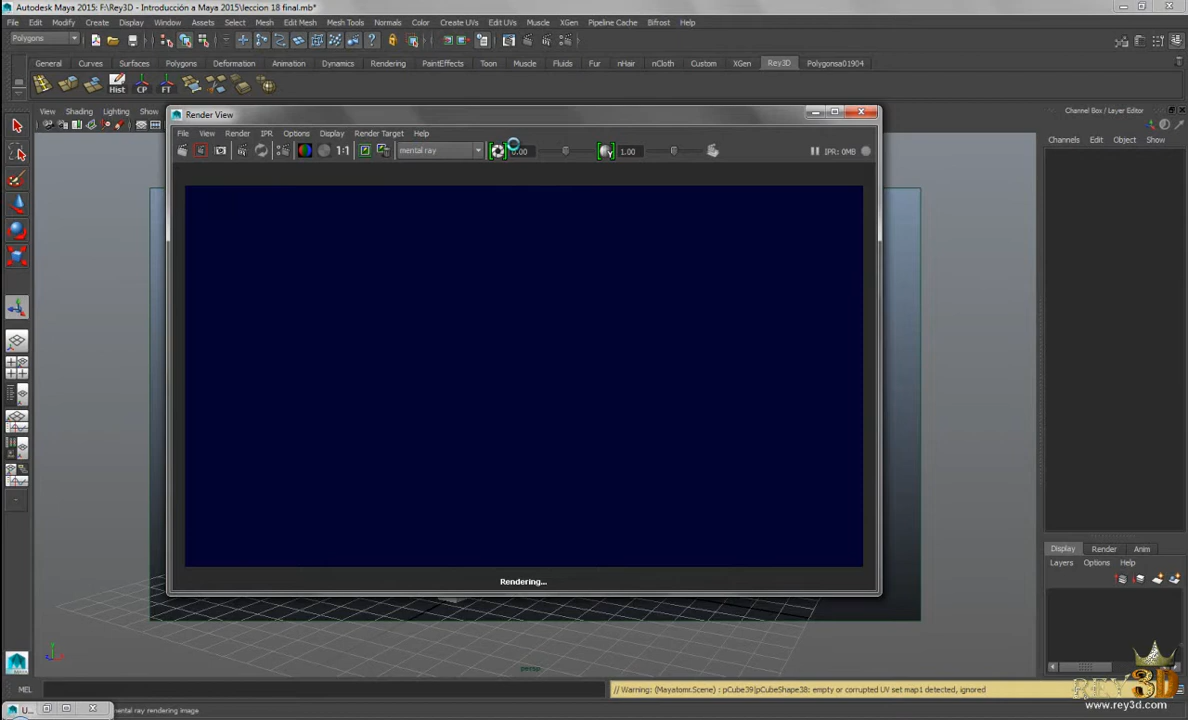 Autodesk Maya 2015: F:\Rey3D - Introducción a Maya 2015\leccion 18 final.mb*
File Edit Modify Create Display Window Assets Select Mesh Edit Mesh Mesh Tools Normals Color Create UVs Edit UVs Muscle XGen Pipeline Cache Bifrost Help
Polygons
General Curves Surfaces Polygons Deformation Animation Dynamics Rendering PaintEffects Toon Muscle Fluids Fur nHair nCloth Custom XGen Rey3D Polygonsa01904
Hist CP FT
View Shading Lighting Show
Render View
Channel Box / Layer Editor
File View Render IPR Options Display Render Target Help
Channels Edit Object Show
1:1 mental ray 0.00 1.00 IPR: 0MB
Display Render Anim
Layers Options Help
Rendering...
persp
MEL
// Warning: (Mayatomr.Scene) : pCube39|pCubeShape38: empty or corrupted UV set map1 detected, ignored
REY3D
www.rey3d.com
U...
mental ray rendering image